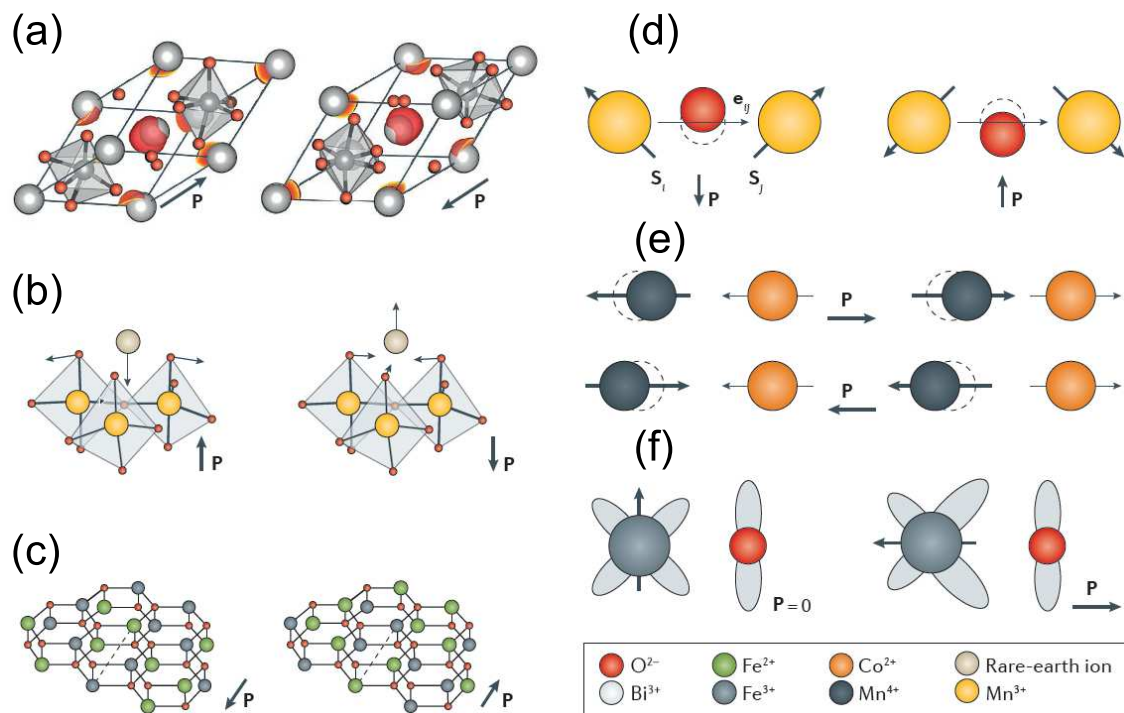 (a)
P
P
(b)
P
P
(c)
P
P
(d)
e_ij
S_i
S_j
P
P
(e)
P
P
(f)
P = 0
P
O²⁻
Fe²⁺
Co²⁺
Rare-earth ion
Bi³⁺
Fe³⁺
Mn⁴⁺
Mn³⁺